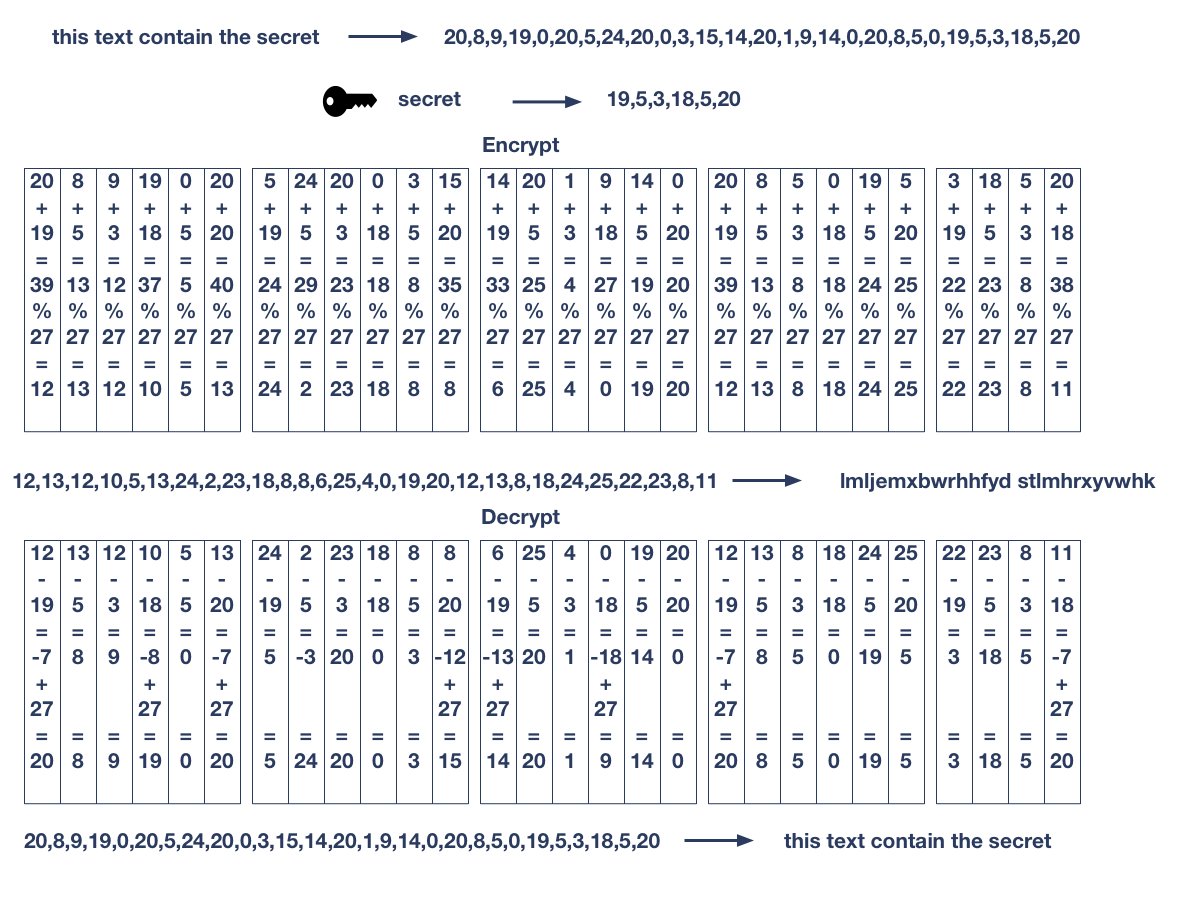 this text contain the secret 20,8,9,19,0,20,5,24,20,0,3,15,14,20,1,9,14,0,20,8,5,0,19,5,3,18,5,20
secret 19,5,3,18,5,20
Encrypt
20 8 9 19 0 20 5 24 20 0 3 15 14 20 1 9 14 0 20 8 5 0 19 5 3 18 5 20
+ + + + + + + + + + + + + + + + + + + + + + + + + + + +
19 5 3 18 5 20 19 5 3 18 5 20 19 5 3 18 5 20 19 5 3 18 5 20 19 5 3 18
= = = = = = = = = = = = = = = = = = = = = = = = = = = =
39 13 12 37 5 40 24 29 23 18 8 35 33 25 4 27 19 20 39 13 8 18 24 25 22 23 8 38
% % % % % % % % % % % % % % % % % % % % % % % % % % % %
27 27 27 27 27 27 27 27 27 27 27 27 27 27 27 27 27 27 27 27 27 27 27 27 27 27 27 27
= = = = = = = = = = = = = = = = = = = = = = = = = = = =
12 13 12 10 5 13 24 2 23 18 8 8 6 25 4 0 19 20 12 13 8 18 24 25 22 23 8 11
12,13,12,10,5,13,24,2,23,18,8,8,6,25,4,0,19,20,12,13,8,18,24,25,22,23,8,11 lmljemxbwrhhfyd stlmhrxyvwhk
Decrypt
12 13 12 10 5 13 24 2 23 18 8 8 6 25 4 0 19 20 12 13 8 18 24 25 22 23 8 11
- - - - - - - - - - - - - - - - - - - - - - - - - - - -
19 5 3 18 5 20 19 5 3 18 5 20 19 5 3 18 5 20 19 5 3 18 5 20 19 5 3 18
= = = = = = = = = = = = = = = = = = = = = = = = = = = =
-7 8 9 -8 0 -7 5 -3 20 0 3 -12 -13 20 1 -18 14 0 -7 8 5 0 19 5 3 18 5 -7
+ + + + + + + +
27 27 27 27 27 27 27 27
= = = = = = = = = = = = = = = = = = = = = = = = = = = =
20 8 9 19 0 20 5 24 20 0 3 15 14 20 1 9 14 0 20 8 5 0 19 5 3 18 5 20
20,8,9,19,0,20,5,24,20,0,3,15,14,20,1,9,14,0,20,8,5,0,19,5,3,18,5,20 this text contain the secret